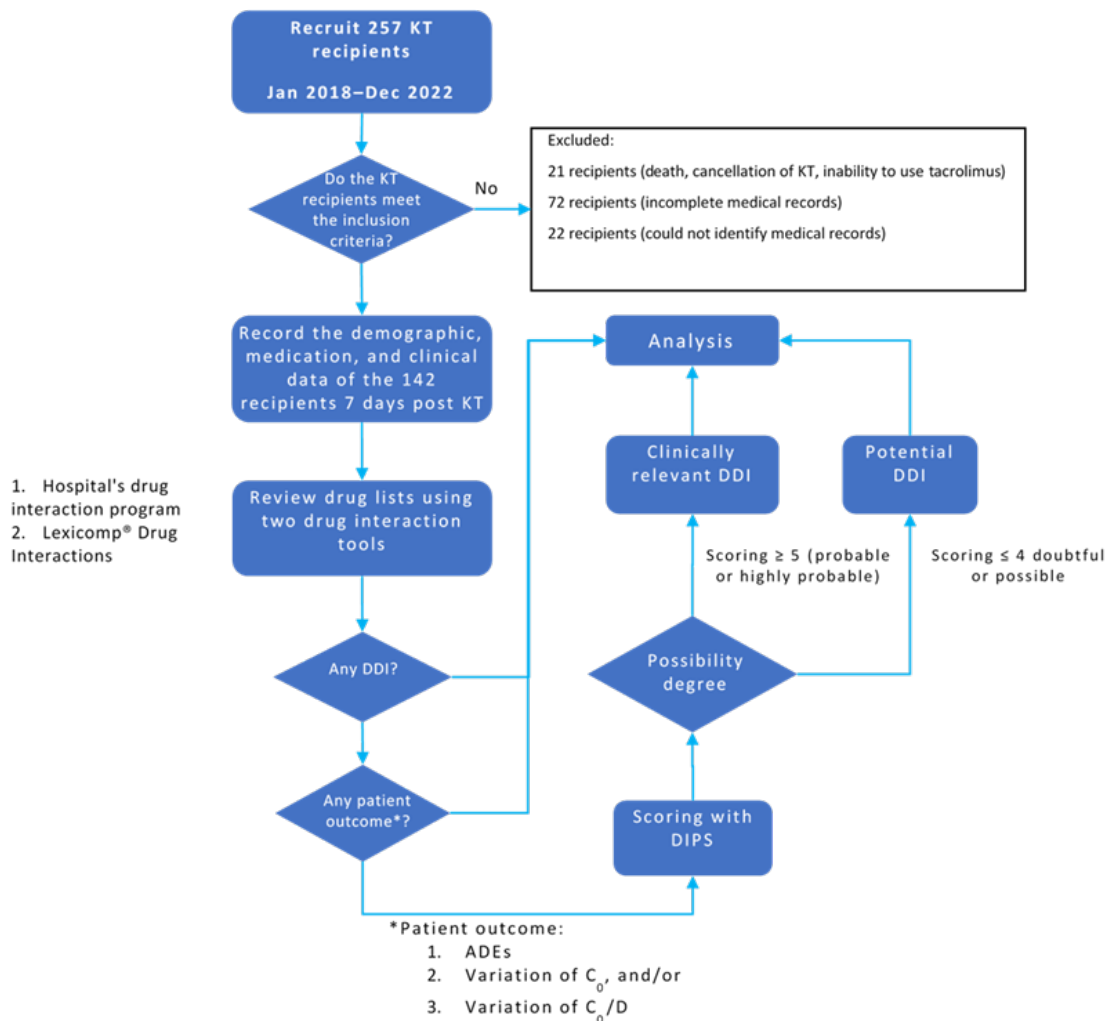 Recruit 257 KT
recipients
Jan 2018–Dec 2022
Do the KT
recipients meet
the inclusion
criteria?
No
Excluded:
21 recipients (death, cancellation of KT, inability to use tacrolimus)
72 recipients (incomplete medical records)
22 recipients (could not identify medical records)
Record the demographic,
medication, and clinical
data of the 142
recipients 7 days post KT
1. Hospital's drug
interaction program
2. Lexicomp® Drug
Interactions
Review drug lists using
two drug interaction
tools
Any DDI?
Any patient
outcome*?
*Patient outcome:
1. ADEs
2. Variation of C₀, and/or
3. Variation of C₀/D
Scoring with
DIPS
Possibility
degree
Scoring ≥ 5 (probable
or highly probable)
Scoring ≤ 4 doubtful
or possible
Clinically
relevant DDI
Potential
DDI
Analysis